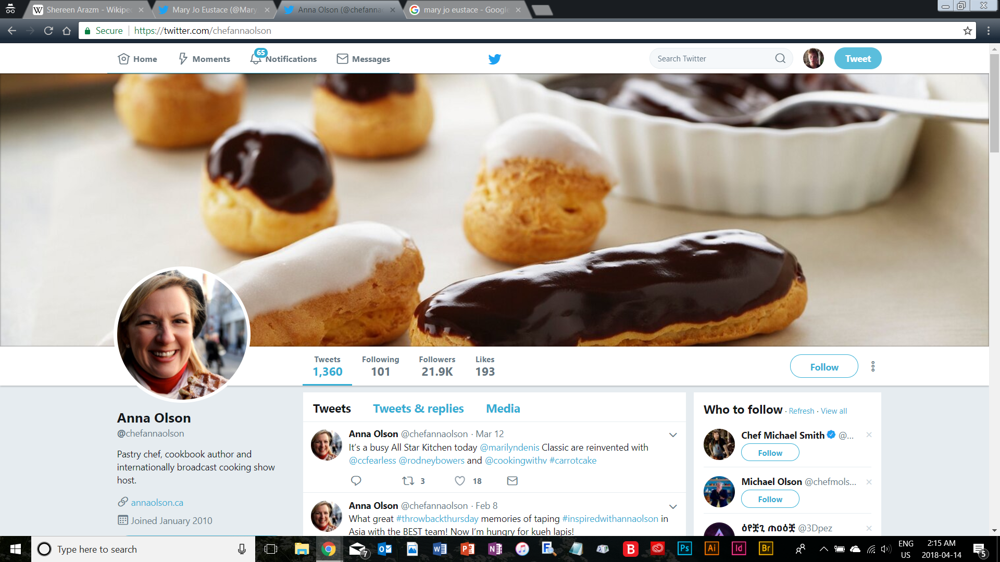 Shereen Arazm - Wikipe
Mary Jo Eustace (@Mary
Anna Olson (@chefanna
mary jo eustace - Google
Secure
https://twitter.com/chefannaolson
Home
Moments
65
Notifications
Messages
Search Twitter
Tweet
Tweets
1,360
Following
101
Followers
21.9K
Likes
193
Follow
Anna Olson
@chefannaolson
Pastry chef, cookbook author and
internationally broadcast cooking show
host.
annaolson.ca
Joined January 2010
Tweets Tweets & replies Media
Anna Olson @chefannaolson · Mar 12
It's a busy All Star Kitchen today @marilyndenis Classic are reinvented with
@ccfearless @rodneybowers and @cookingwithv #carrotcake
3
18
Anna Olson @chefannaolson · Feb 8
What great #throwbackthursday memories of taping #inspiredwithannaolson in
Asia with the BEST team! Now I'm hungry for kueh lapis!
Who to follow · Refresh · View all
Chef Michael Smith @...
Follow
Michael Olson @chefmols...
Follow
@3Dpez
Type here to search
7
ENG
US
2:15 AM
2018-04-14
5